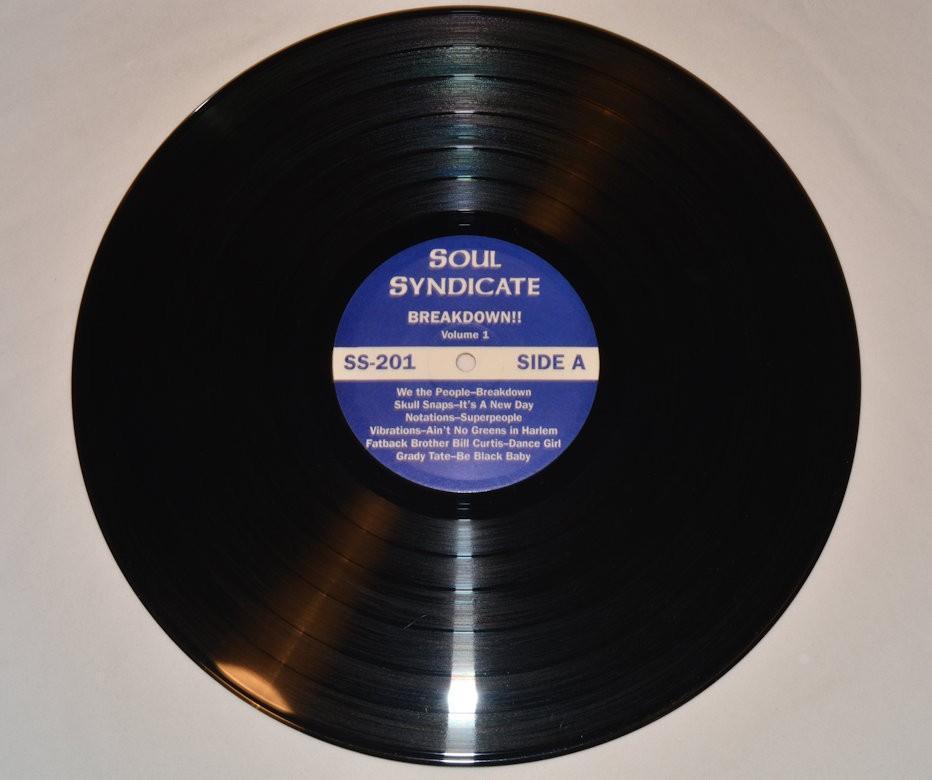 SOUL
SYNDICATE
BREAKDOWN!!
Volume 1
SS-201 SIDE A
We the People–Breakdown
Skull Snaps–It's A New Day
Notations–Superpeople
Vibrations–Ain't No Greens in Harlem
Fatback Brother Bill Curtis–Dance Girl
Grady Tate–Be Black Baby